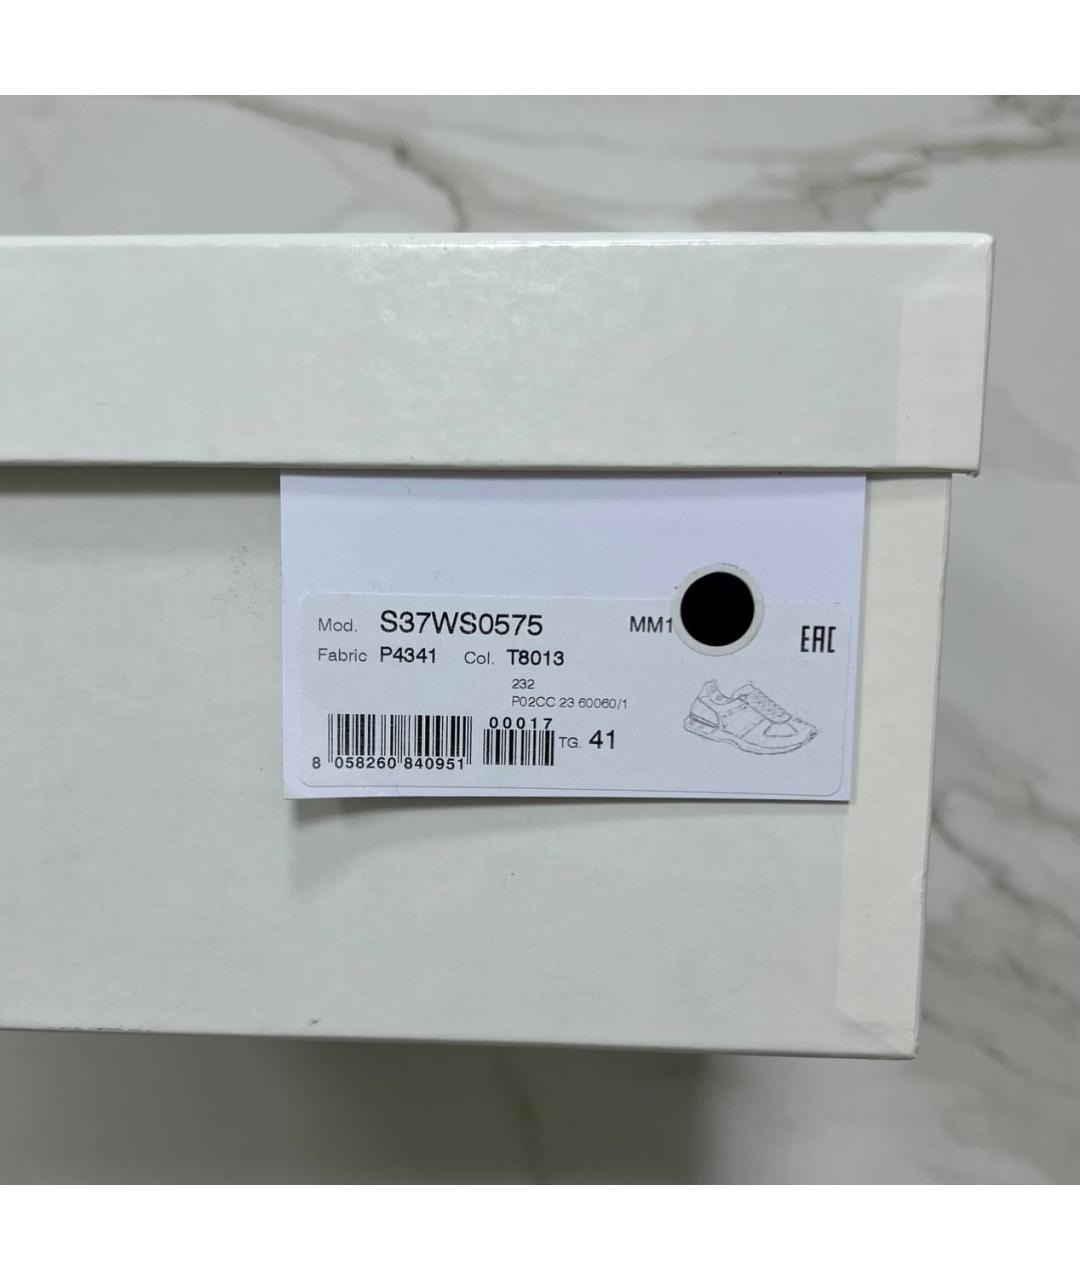 Mod. S37WS0575 MM1
EAC
Fabric P4341 Col. T8013
232
P02CC 23 60060/1
00017
TG. 41
8 058260 840951